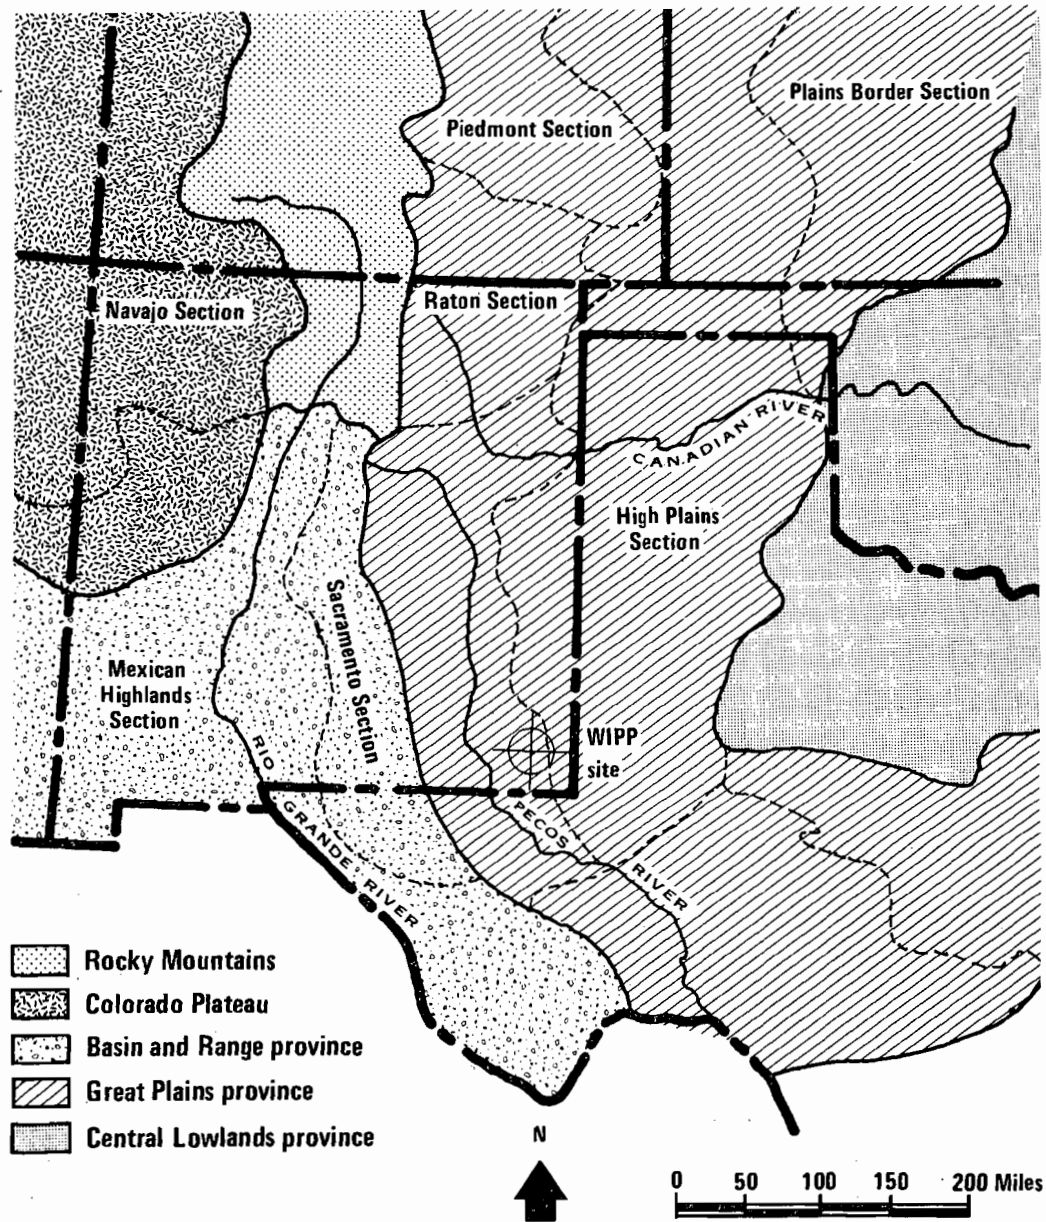 Plains Border Section
Piedmont Section
Raton Section
Navajo Section
CANADIAN RIVER
High Plains
Section
Sacramento Section
Mexican
Highlands
Section
WIPP
site
RIO
GRANDE RIVER
PECOS
RIVER
Rocky Mountains
Colorado Plateau
Basin and Range province
Great Plains province
Central Lowlands province
N
0 50 100 150 200 Miles